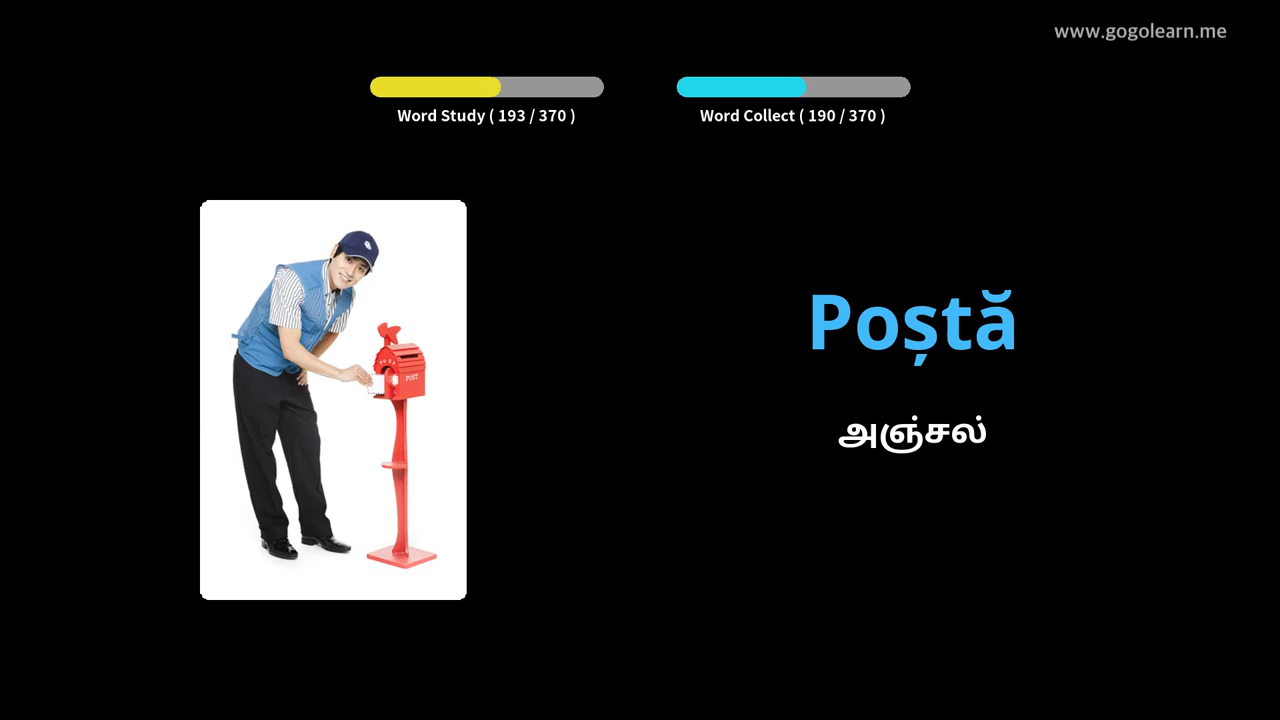 www.gogolearn.me
Word Study ( 193 / 370 )
Word Collect ( 190 / 370 )
POST
Poștă
அஞ்சல்